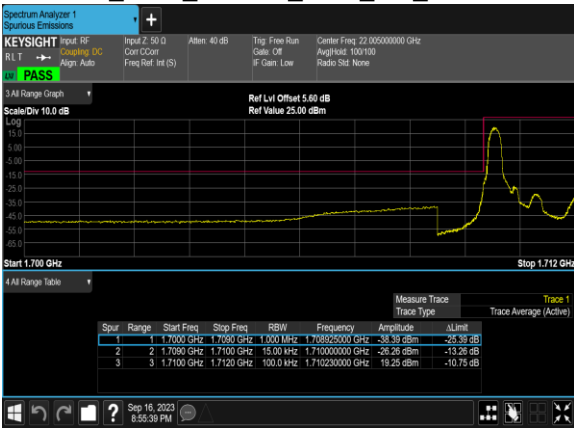 Spectrum Analyzer 1
Spurious Emissions
+
KEYSIGHT Input: RF Input Z: 50 Ω Atten: 40 dB Trig: Free Run Center Freq: 22.005000000 GHz
RLT Coupling: DC Corr CCorr Gate: Off Avg|Hold: 100/100
Align: Auto Freq Ref: Int (S) IF Gain: Low Radio Std: None
PASS
3 All Range Graph
Ref Lvl Offset 5.60 dB
Scale/Div 10.0 dB Ref Value 25.00 dBm
Log
15.0
5.00
-5.00
-15.0
-25.0
-35.0
-45.0
-55.0
-65.0
Start 1.700 GHz Stop 1.712 GHz
4 All Range Table
Measure Trace Trace 1
Trace Type Trace Average (Active)
Spur Range Start Freq Stop Freq RBW Frequency Amplitude ΔLimit
1 1 1.7000 GHz 1.7090 GHz 1.000 MHz 1.708925000 GHz -38.39 dBm -25.39 dB
2 2 1.7090 GHz 1.7100 GHz 15.00 kHz 1.710000000 GHz -26.26 dBm -13.26 dB
3 3 1.7100 GHz 1.7120 GHz 100.0 kHz 1.710230000 GHz 19.25 dBm -10.75 dB
? Sep 16, 2023
8:55:39 PM